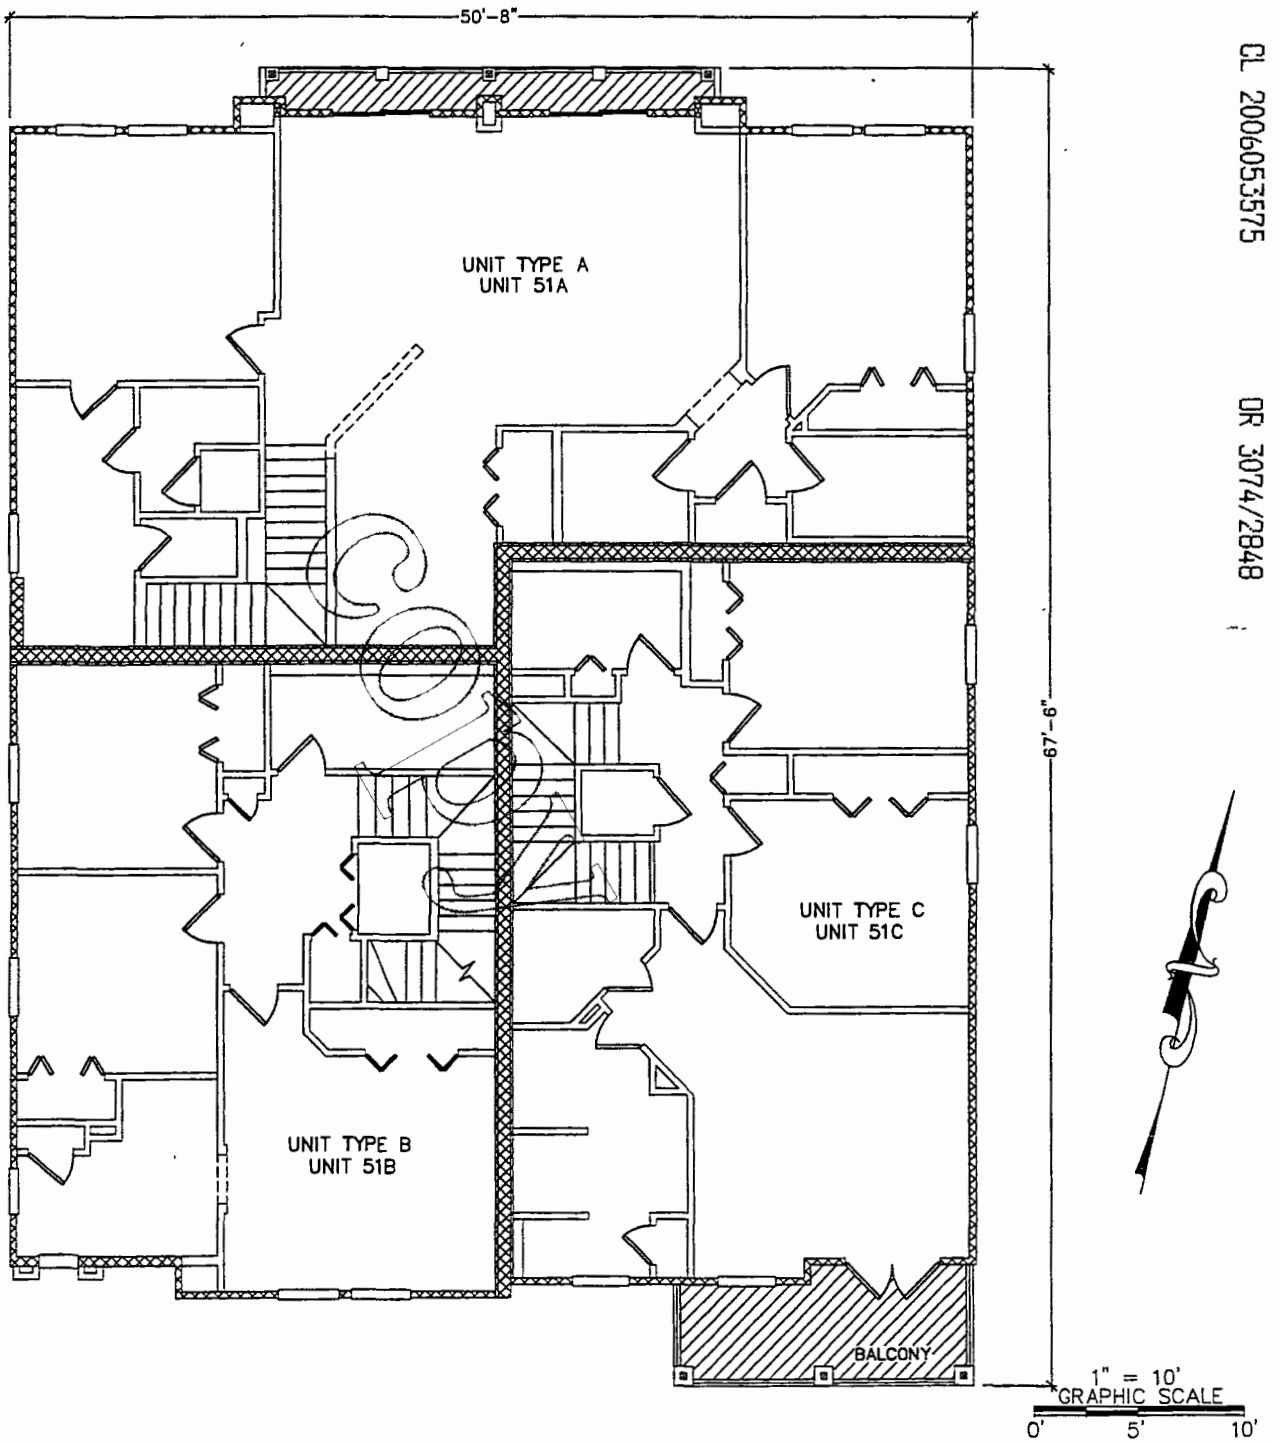 50'-8"
CL 2006053575
OR 3074/2848
UNIT TYPE A
UNIT 51A
67'-6"
UNIT TYPE C
UNIT 51C
UNIT TYPE B
UNIT 51B
BALCONY
1" = 10'
GRAPHIC SCALE
0' 5' 10'